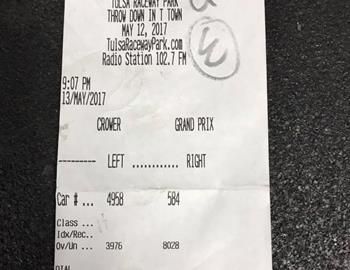 TULSA RACEWAY PARK
THROW DOWN IN T TOWN
MAY 12, 2017
TulsaRacewayPark.com
Radio Station 102.7 FM
W
9:07 PM
13/MAY/2017
CROWER GRAND PRIX
--------- LEFT ............ RIGHT
Car # ... 4958 584
Class ...
Idx/Rec..
Ov/Un ... 3976 8028
DIAL